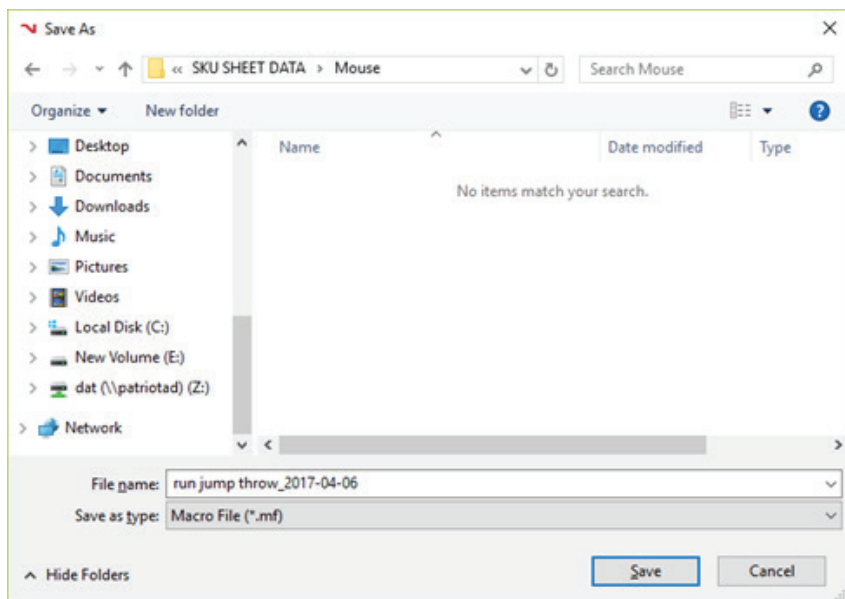 Save As
« SKU SHEET DATA > Mouse
Search Mouse
Organize
New folder
Name
Date modified
Type
No items match your search.
Desktop
Documents
Downloads
Music
Pictures
Videos
Local Disk (C:)
New Volume (E:)
dat (\\patriotad) (Z:)
Network
File name: run jump throw_2017-04-06
Save as type: Macro File (*.mf)
Hide Folders
Save
Cancel